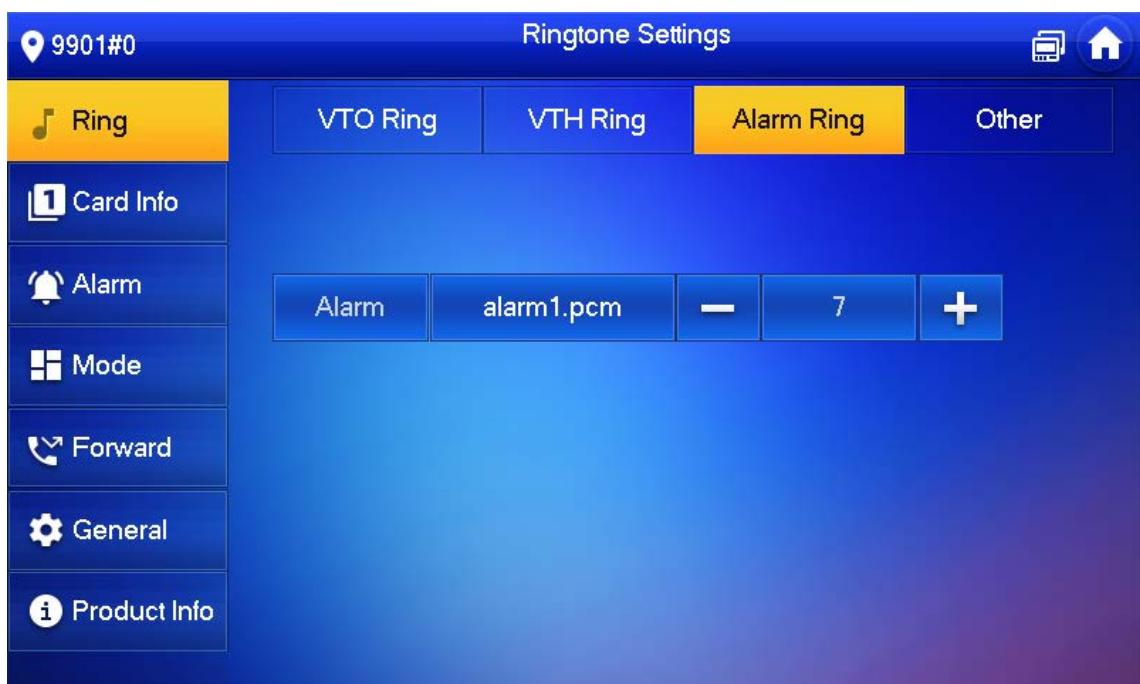 9901#0
Ringtone Settings
Ring
VTO Ring
VTH Ring
Alarm Ring
Other
1
Card Info
Alarm
Alarm
alarm1.pcm
7
Mode
Forward
General
i
Product Info